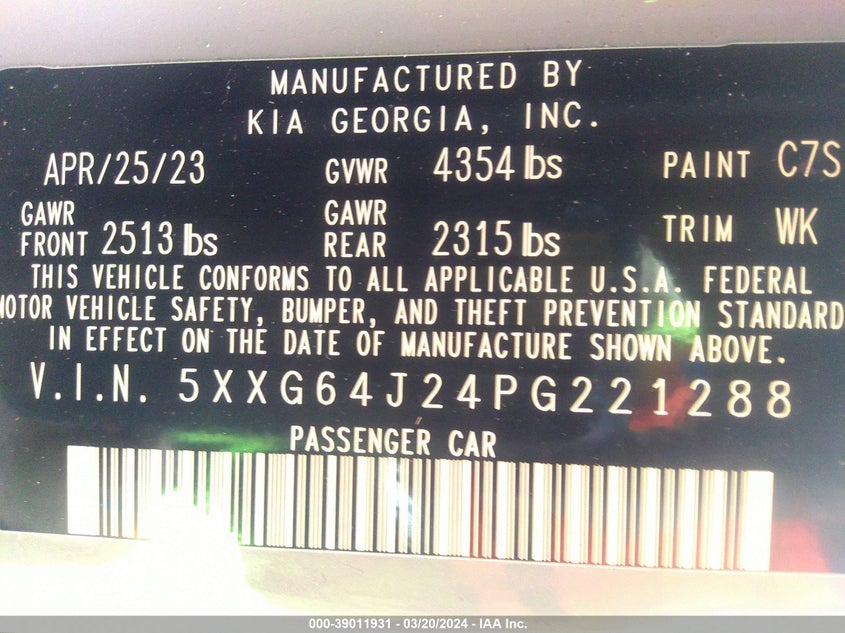 MANUFACTURED BY
KIA GEORGIA, INC.
APR/25/23 GVWR 4354 lbs PAINT C7S
GAWR FRONT 2513 lbs GAWR REAR 2315 lbs TRIM WK
THIS VEHICLE CONFORMS TO ALL APPLICABLE U.S.A. FEDERAL
MOTOR VEHICLE SAFETY, BUMPER, AND THEFT PREVENTION STANDARD
IN EFFECT ON THE DATE OF MANUFACTURE SHOWN ABOVE.
V.I.N. 5XXG64J24PG221288
PASSENGER CAR
000-39011931 - 03/20/2024 - IAA Inc.